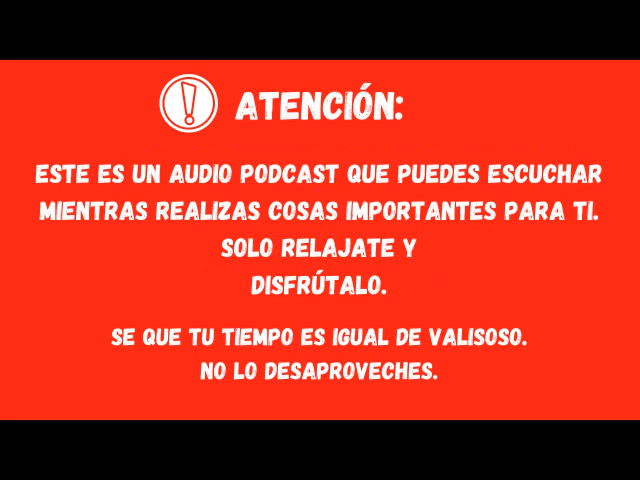 ATENCIÓN:
ESTE ES UN AUDIO PODCAST QUE PUEDES ESCUCHAR
MIENTRAS REALIZAS COSAS IMPORTANTES PARA TI.
SOLO RELAJATE Y
DISFRÚTALO.
SE QUE TU TIEMPO ES IGUAL DE VALISOSO.
NO LO DESAPROVECHES.